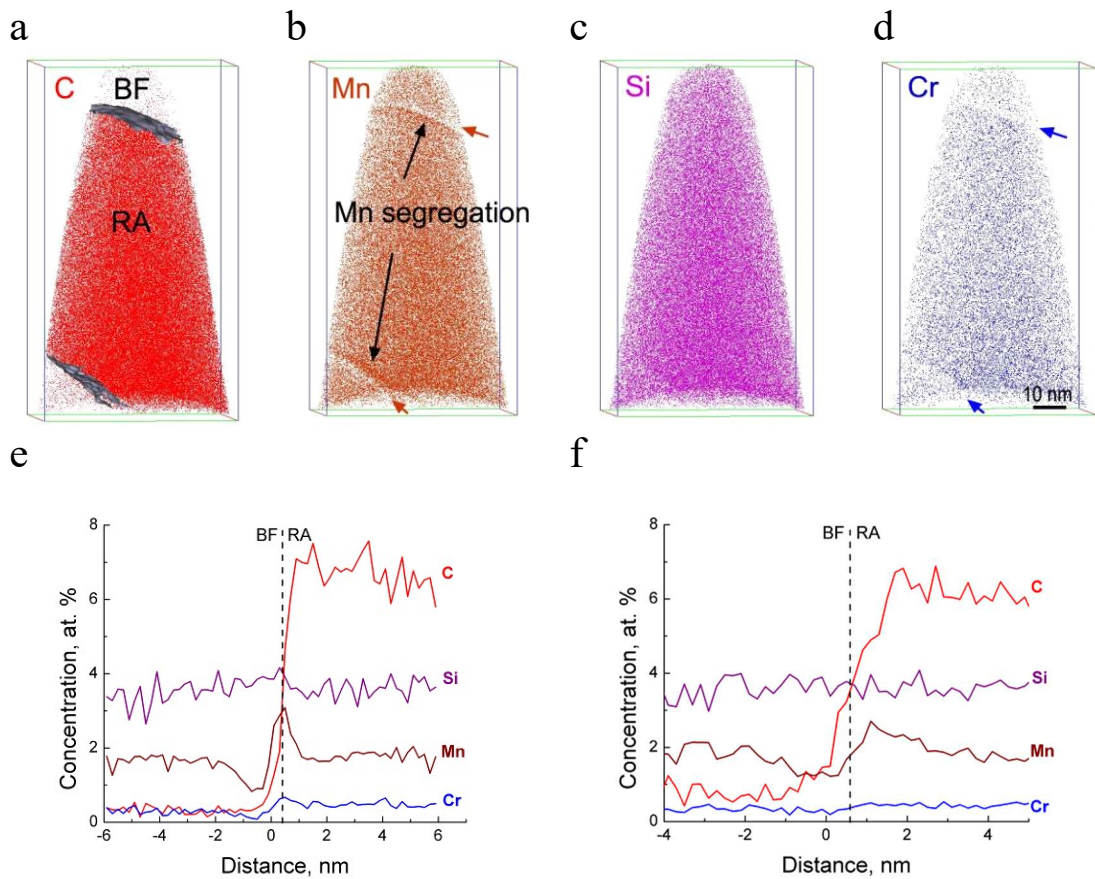 a b c d
C BF Mn Si Cr
RA Mn segregation
10 nm
e f
8 BF RA 8 BF RA
C C
6 6
Concentration, at. % Concentration, at. %
4 Si 4 Si
2 Mn 2 Mn
Cr Cr
0 0
-6 -4 -2 0 2 4 6 -4 -2 0 2 4
Distance, nm Distance, nm